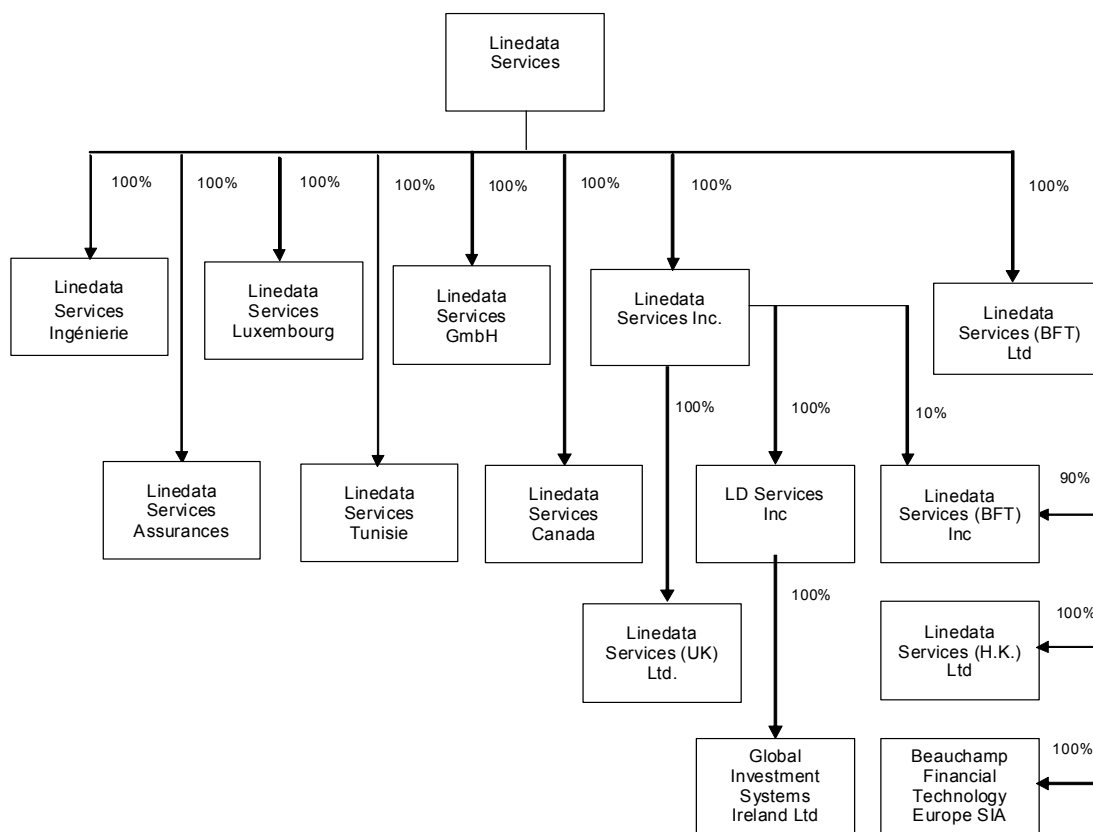 Linedata
Services
100%
100%
100%
100%
100%
100%
100%
100%
Linedata
Services
Ingénierie
Linedata
Services
Luxembourg
Linedata
Services
GmbH
Linedata
Services Inc.
Linedata
Services (BFT)
Ltd
100%
100%
10%
Linedata
Services
Assurances
Linedata
Services
Tunisie
Linedata
Services
Canada
LD Services
Inc
Linedata
Services (BFT)
Inc
90%
100%
Linedata
Services (UK)
Ltd.
Linedata
Services (H.K.)
Ltd
100%
Global
Investment
Systems
Ireland Ltd
Beauchamp
Financial
Technology
Europe SIA
100%